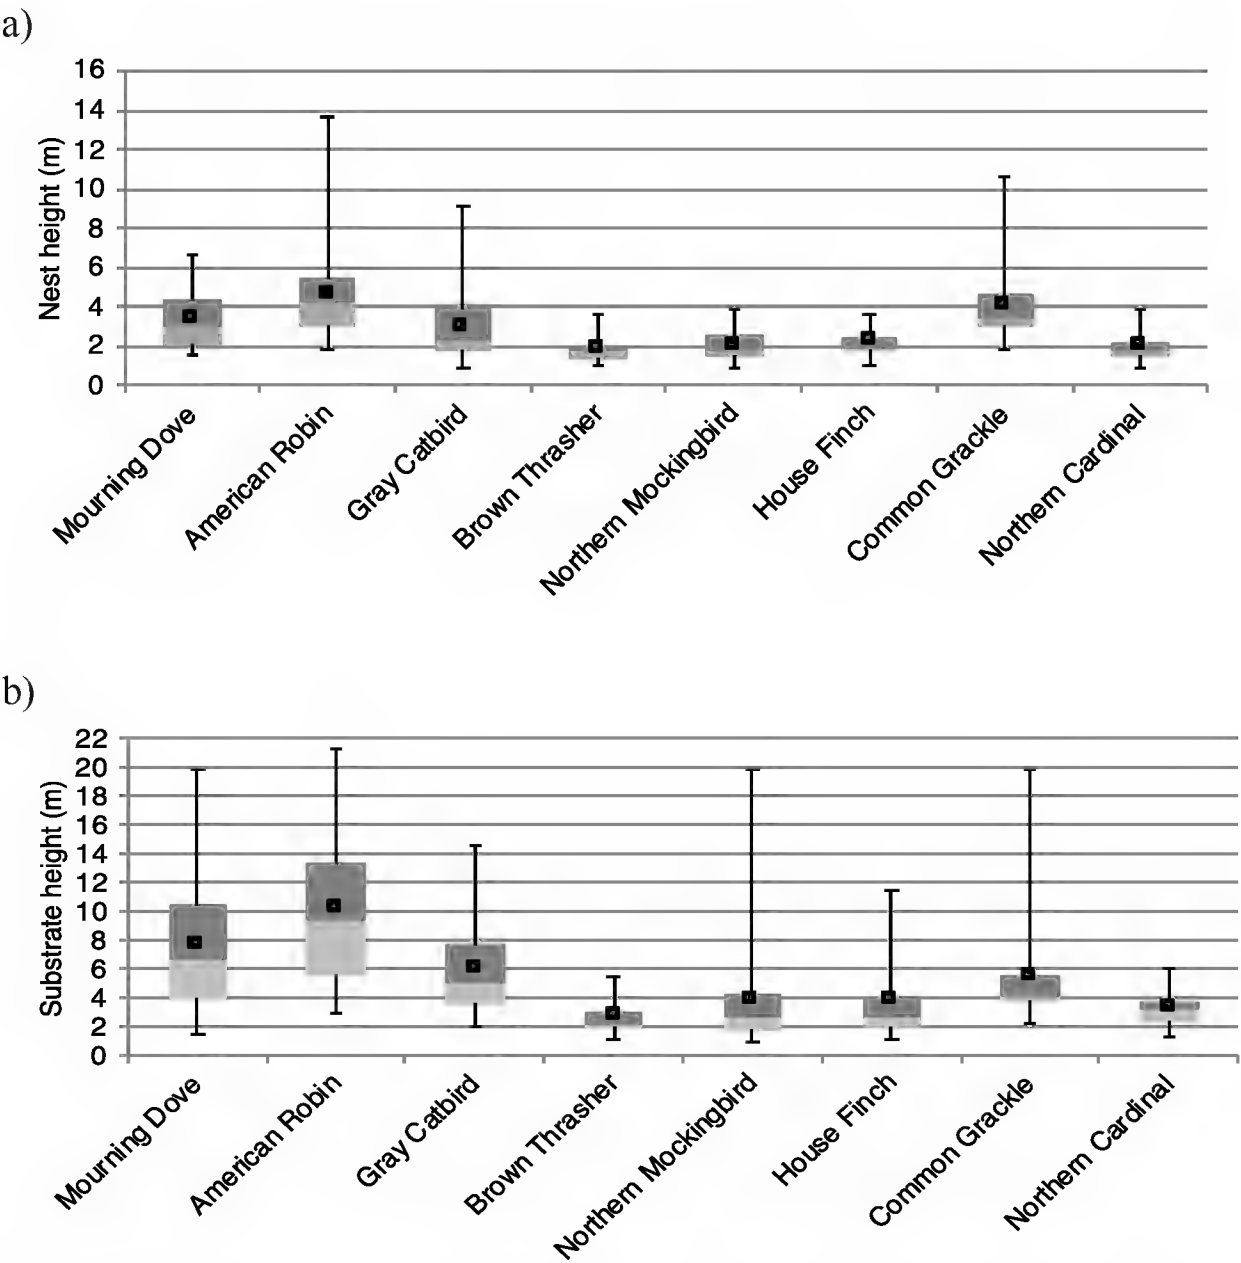 a)
16
14
12
10
8
6
4
2
0
Nest height (m)
Mourning Dove
American Robin
Gray Catbird
Brown Thrasher
Northern Mockingbird
House Finch
Common Grackle
Northern Cardinal
b)
22
20
18
16
14
12
10
8
6
4
2
0
Substrate height (m)
Mourning Dove
American Robin
Gray Catbird
Brown Thrasher
Northern Mockingbird
House Finch
Common Grackle
Northern Cardinal